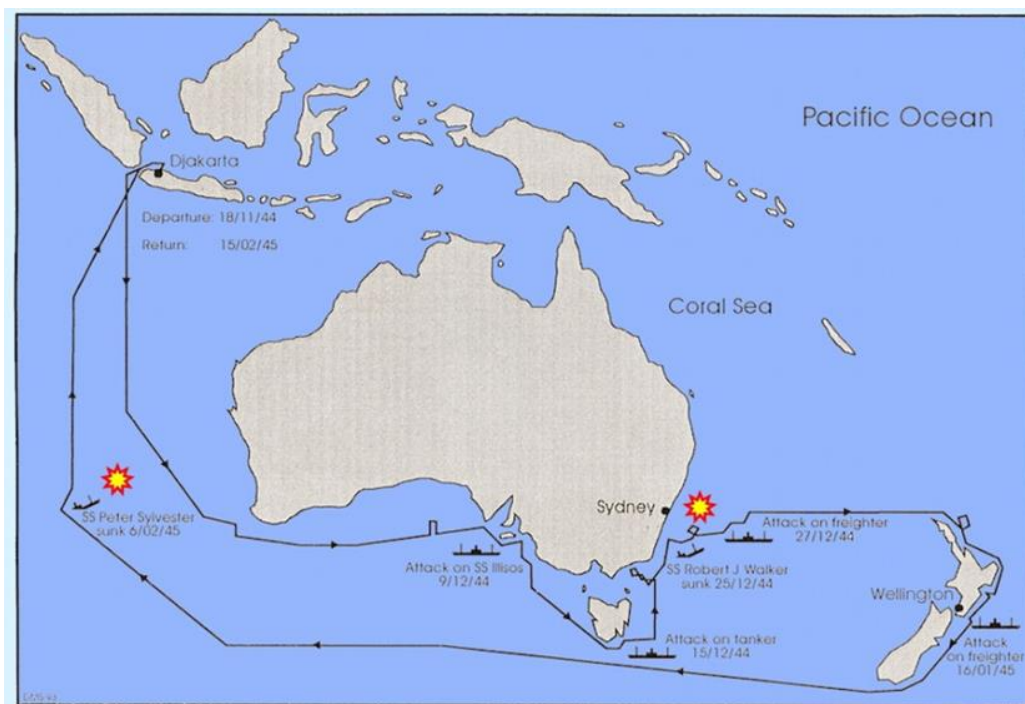 Pacific Ocean
Djakarta
Departure: 18/11/44
Return: 15/02/45
Coral Sea
Sydney
SS Peter Sylvester
sunk 6/02/45
Attack on SS Illisos
9/12/44
Attack on freighter
27/12/44
SS Robert J Walker
sunk 25/12/44
Wellington
Attack on tanker
15/12/44
Attack
on freighter
16/01/45